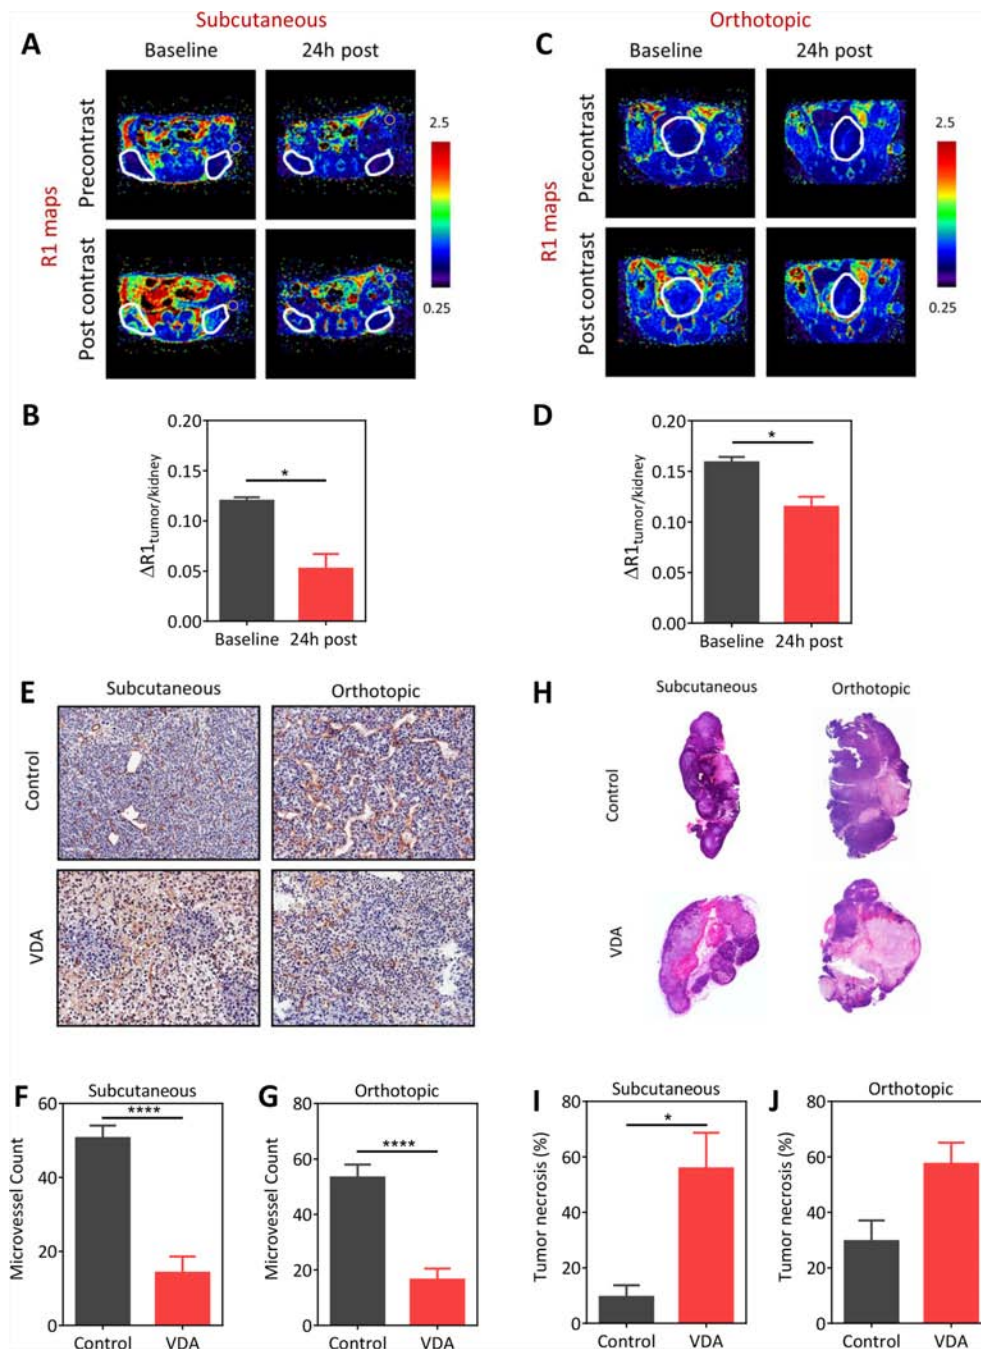 Subcutaneous
A
Baseline
24h post
Precontrast
Post contrast
R1 maps
2.5
0.25
Orthotopic
C
Baseline
24h post
Precontrast
Post contrast
R1 maps
2.5
0.25
B
0.20
0.15
0.10
0.05
0.00
ΔR1tumor/kidney
*
Baseline
24h post
D
0.20
0.15
0.10
0.05
0.00
ΔR1tumor/kidney
*
Baseline
24h post
E
Subcutaneous
Orthotopic
Control
VDA
H
Subcutaneous
Orthotopic
Control
VDA
F
Subcutaneous
60
40
20
0
Microvessel Count
****
Control
VDA
G
Orthotopic
80
60
40
20
0
Microvessel Count
****
Control
VDA
I
Subcutaneous
80
60
40
20
0
Tumor necrosis (%)
*
Control
VDA
J
Orthotopic
80
60
40
20
0
Tumor necrosis (%)
Control
VDA